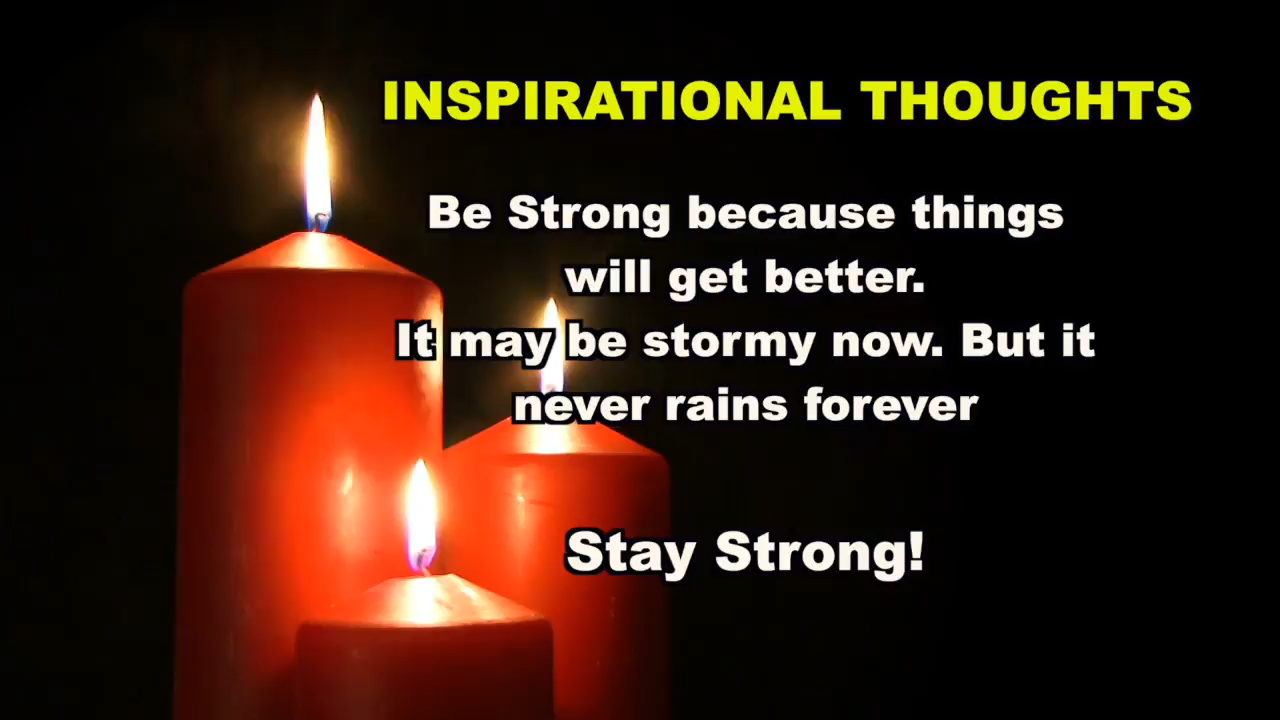 INSPIRATIONAL THOUGHTS
Be Strong because things
will get better.
It may be stormy now. But it
never rains forever
Stay Strong!